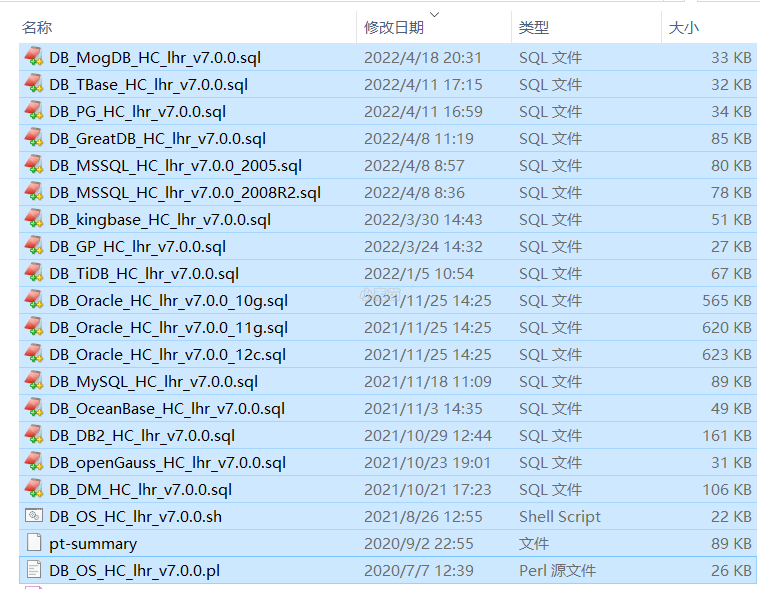 名称 修改日期 类型 大小
DB_MogDB_HC_lhr_v7.0.0.sql 2022/4/18 20:31 SQL 文件 33 KB
DB_TBase_HC_lhr_v7.0.0.sql 2022/4/11 17:15 SQL 文件 32 KB
DB_PG_HC_lhr_v7.0.0.sql 2022/4/11 16:59 SQL 文件 34 KB
DB_GreatDB_HC_lhr_v7.0.0.sql 2022/4/8 11:19 SQL 文件 85 KB
DB_MSSQL_HC_lhr_v7.0.0_2005.sql 2022/4/8 8:57 SQL 文件 80 KB
DB_MSSQL_HC_lhr_v7.0.0_2008R2.sql 2022/4/8 8:36 SQL 文件 78 KB
DB_kingbase_HC_lhr_v7.0.0.sql 2022/3/30 14:43 SQL 文件 51 KB
DB_GP_HC_lhr_v7.0.0.sql 2022/3/24 14:32 SQL 文件 27 KB
DB_TiDB_HC_lhr_v7.0.0.sql 2022/1/5 10:54 SQL 文件 67 KB
DB_Oracle_HC_lhr_v7.0.0_10g.sql 2021/11/25 14:25 SQL 文件 565 KB
DB_Oracle_HC_lhr_v7.0.0_11g.sql 2021/11/25 14:25 SQL 文件 620 KB
DB_Oracle_HC_lhr_v7.0.0_12c.sql 2021/11/25 14:25 SQL 文件 623 KB
DB_MySQL_HC_lhr_v7.0.0.sql 2021/11/18 11:09 SQL 文件 89 KB
DB_OceanBase_HC_lhr_v7.0.0.sql 2021/11/3 14:35 SQL 文件 49 KB
DB_DB2_HC_lhr_v7.0.0.sql 2021/10/29 12:44 SQL 文件 161 KB
DB_openGauss_HC_lhr_v7.0.0.sql 2021/10/23 19:01 SQL 文件 31 KB
DB_DM_HC_lhr_v7.0.0.sql 2021/10/21 17:23 SQL 文件 106 KB
DB_OS_HC_lhr_v7.0.0.sh 2021/8/26 12:55 Shell Script 22 KB
pt-summary 2020/9/2 22:55 文件 89 KB
DB_OS_HC_lhr_v7.0.0.pl 2020/7/7 12:39 Perl 源文件 26 KB